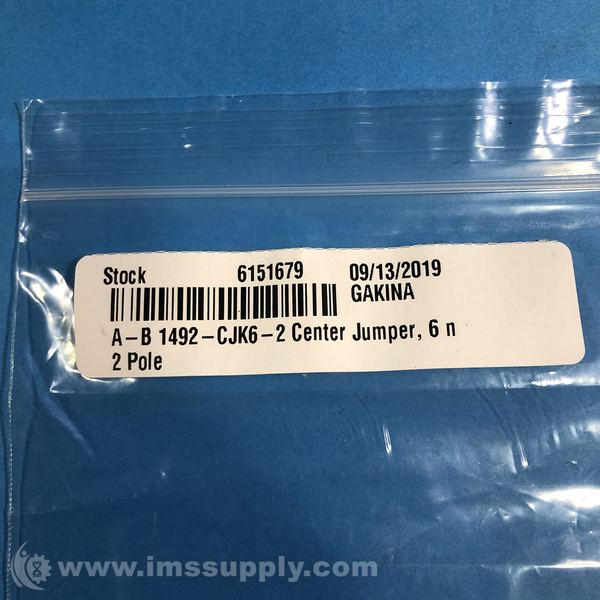 Stock 6151679 09/13/2019
GAKINA
A-B 1492-CJK6-2 Center Jumper, 6 n
2 Pole
www.imssupply.com